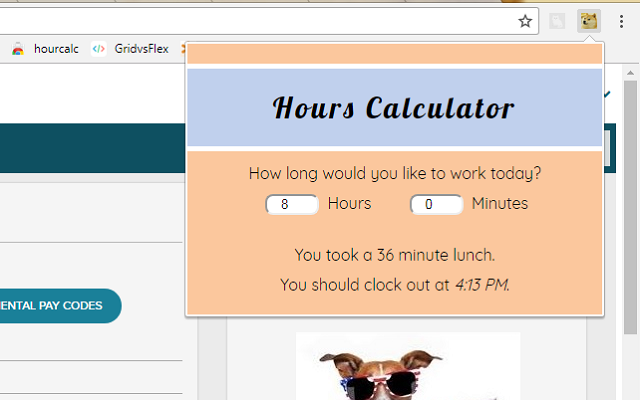 hourcalc
</> GridvsFlex
Hours Calculator
How long would you like to work today?
8 Hours 0 Minutes
You took a 36 minute lunch.
You should clock out at 4:13 PM.
ENTAL PAY CODES